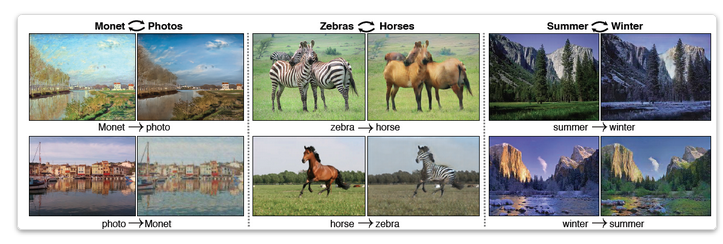 Monet Photos
Zebras Horses
Summer Winter
Monet → photo
zebra → horse
summer → winter
photo → Monet
horse → zebra
winter → summer